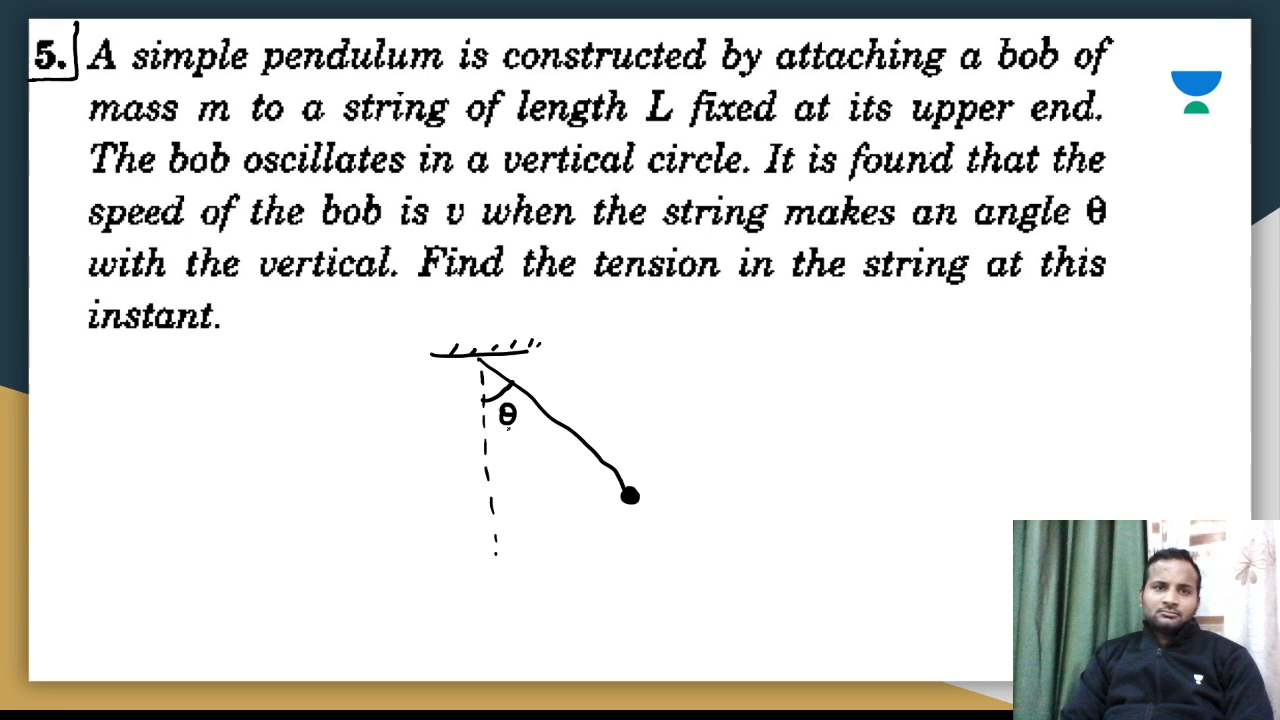 5. A simple pendulum is constructed by attaching a bob of
mass m to a string of length L fixed at its upper end.
The bob oscillates in a vertical circle. It is found that the
speed of the bob is v when the string makes an angle θ
with the vertical. Find the tension in the string at this
instant.
θ